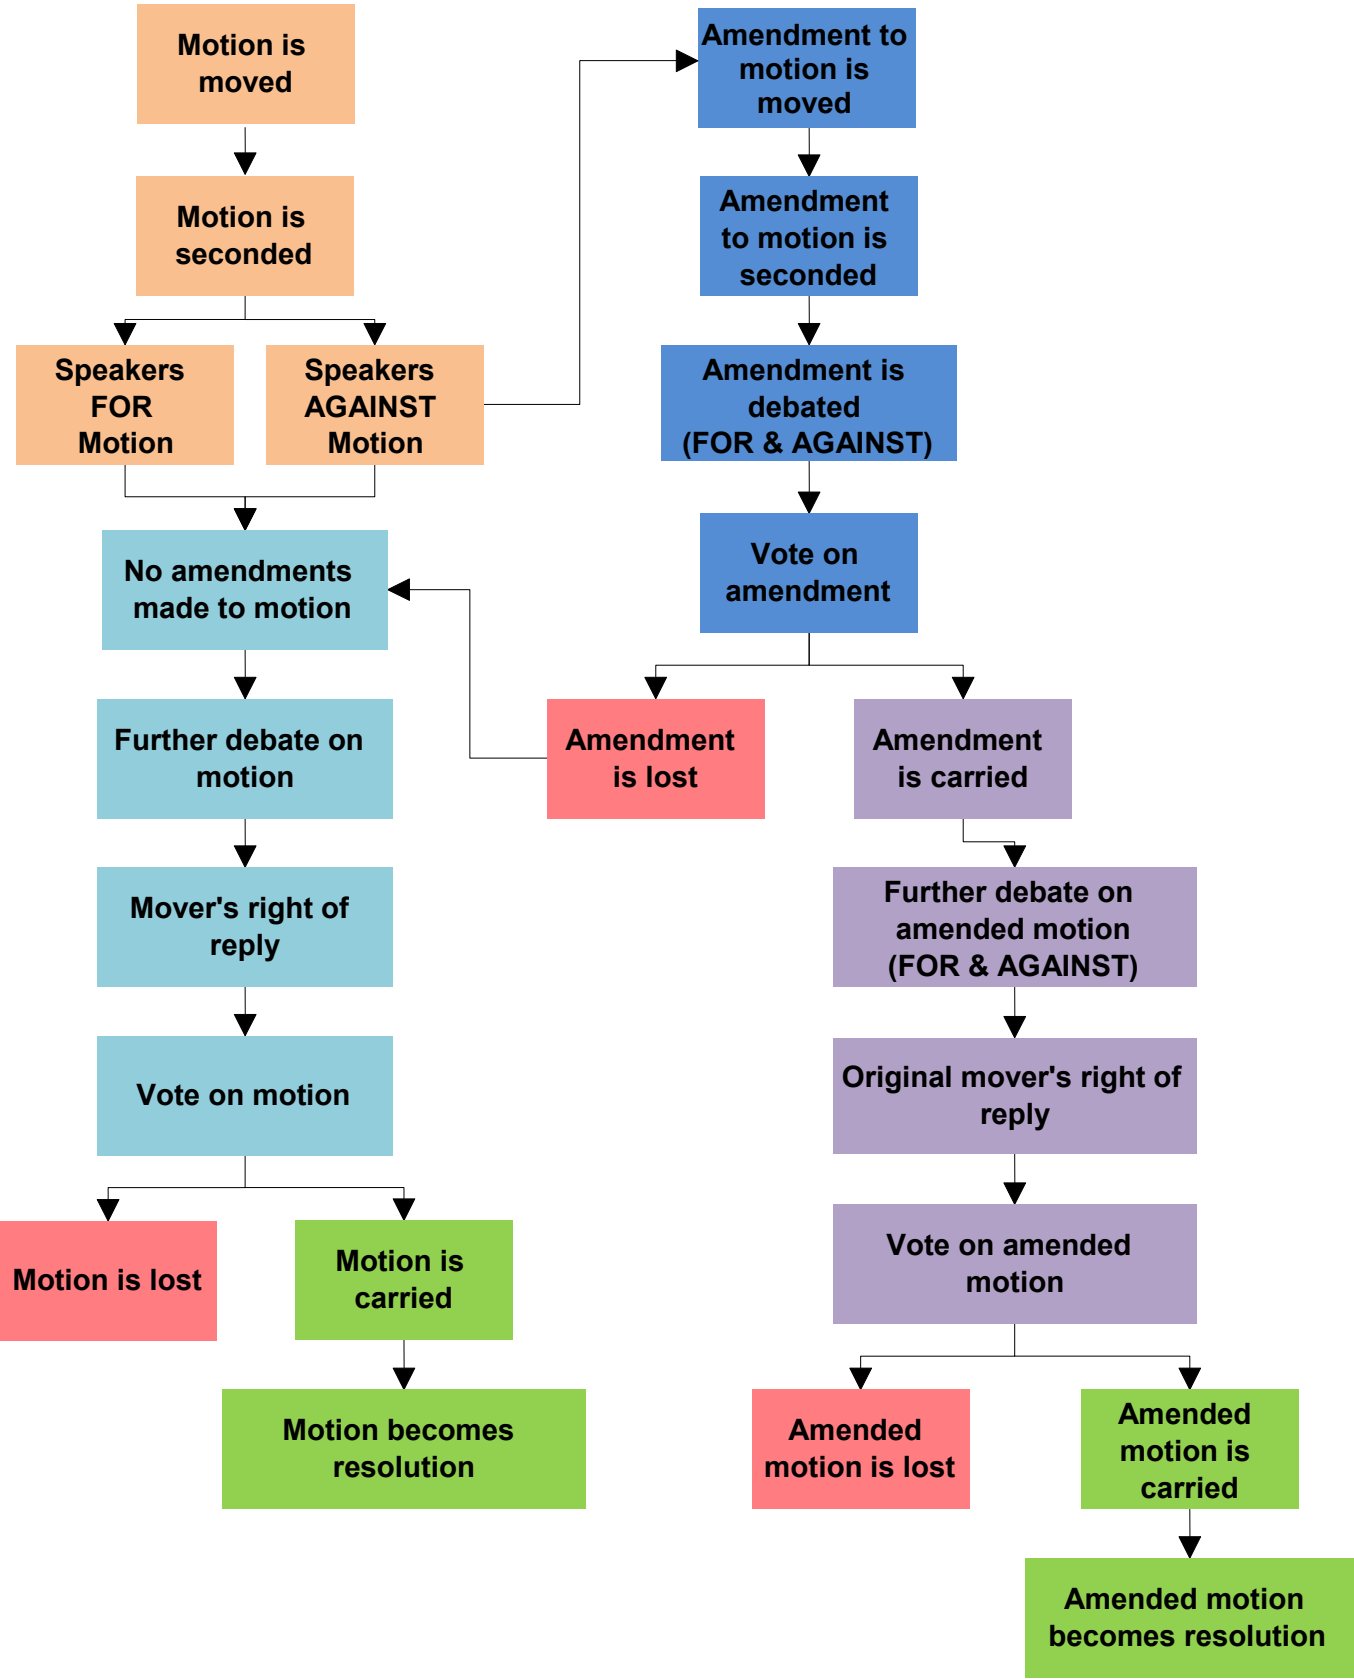 Motion is
moved
Motion is
seconded
Speakers
FOR
Motion
Speakers
AGAINST
Motion
No amendments
made to motion
Further debate on
motion
Mover's right of
reply
Vote on motion
Motion is lost
Motion is
carried
Motion becomes
resolution
Amendment to
motion is
moved
Amendment
to motion is
seconded
Amendment is
debated
(FOR & AGAINST)
Vote on
amendment
Amendment
is lost
Amendment
is carried
Further debate on
amended motion
(FOR & AGAINST)
Original mover's right of
reply
Vote on amended
motion
Amended
motion is lost
Amended
motion is
carried
Amended motion
becomes resolution